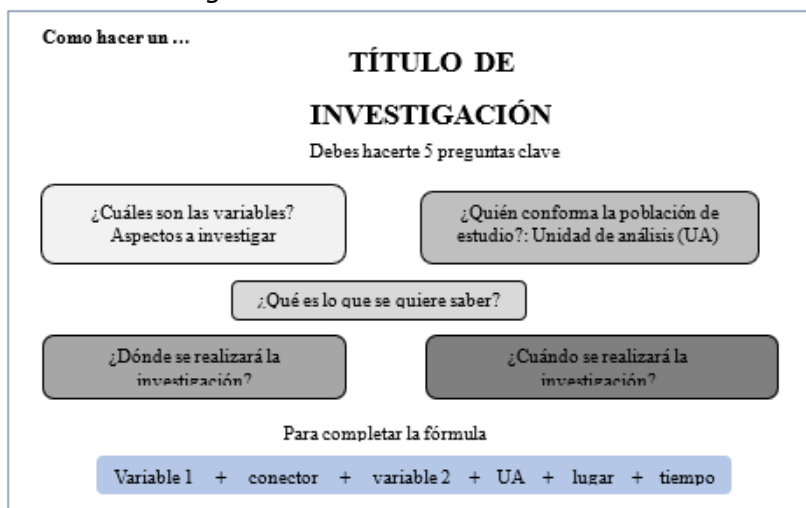 Como hacer un ...
TÍTULO DE
INVESTIGACIÓN
Debes hacerte 5 preguntas clave
¿Cuáles son las variables?
Aspectos a investigar
¿Quién conforma la población de
estudio?: Unidad de análisis (UA)
¿Qué es lo que se quiere saber?
¿Dónde se realizará la
investigación?
¿Cuándo se realizará la
investigación?
Para completar la fórmula
Variable 1 + conector + variable 2 + UA + lugar + tiempo